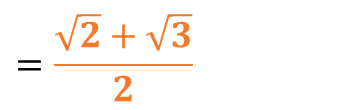 = (√2 + √3) / 2